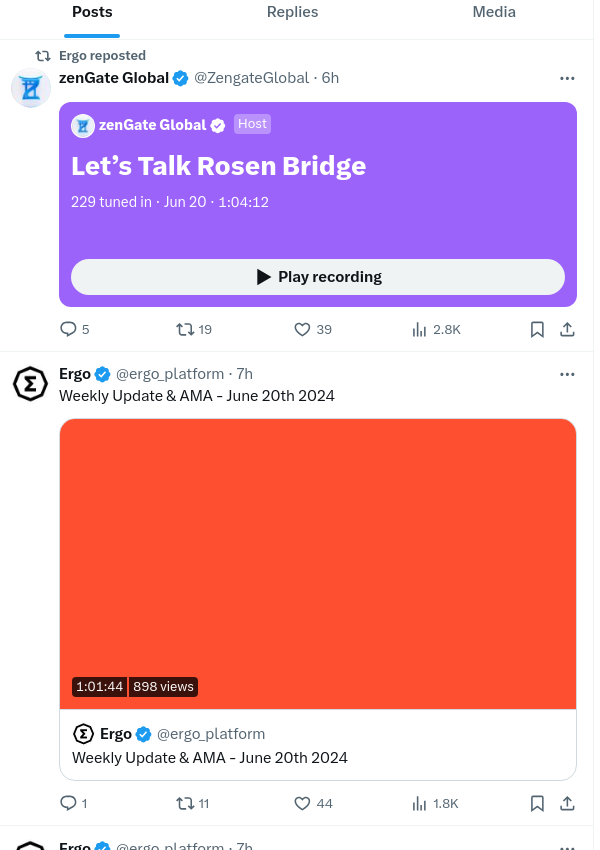 Posts Replies Media
Ergo reposted
zenGate Global @ZengateGlobal · 6h
zenGate Global Host
Let’s Talk Rosen Bridge
229 tuned in · Jun 20 · 1:04:12
Play recording
5 19 39 2.8K
Ergo @ergo_platform · 7h
Weekly Update & AMA - June 20th 2024
1:01:44 898 views
Ergo @ergo_platform
Weekly Update & AMA - June 20th 2024
1 11 44 1.8K
Ergo @ergo_platform · 7h